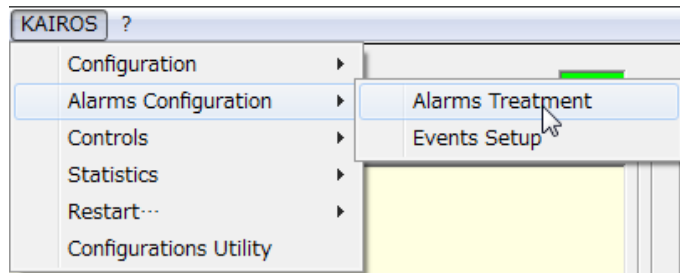 KAIROS ?
Configuration
Alarms Configuration
Alarms Treatment
Controls
Events Setup
Statistics
Restart⋯
Configurations Utility